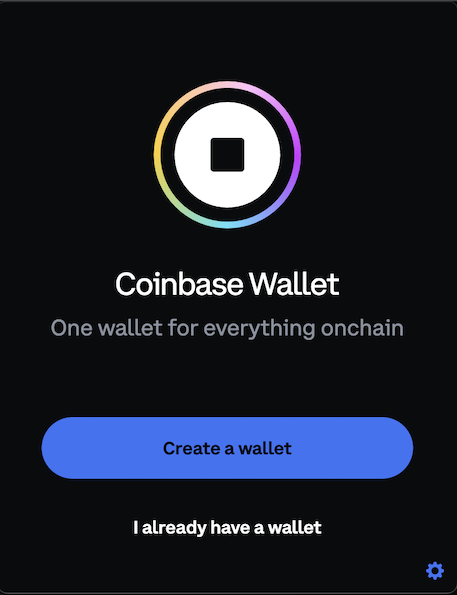 Coinbase Wallet
One wallet for everything onchain
Create a wallet
I already have a wallet